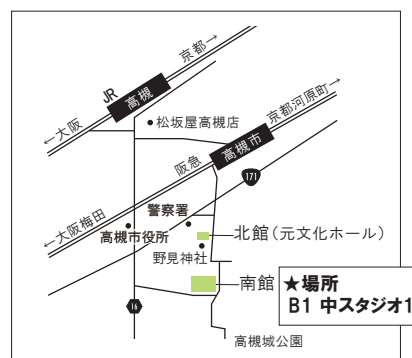 京都→
JR
高槻
←大阪
松坂屋高槻店
京都河原町→
高槻市
阪急
171
←大阪梅田
警察署
高槻市役所
北館（元文化ホール）
野見神社
南館
★場所
B1 中スタジオ1
16
高槻城公園